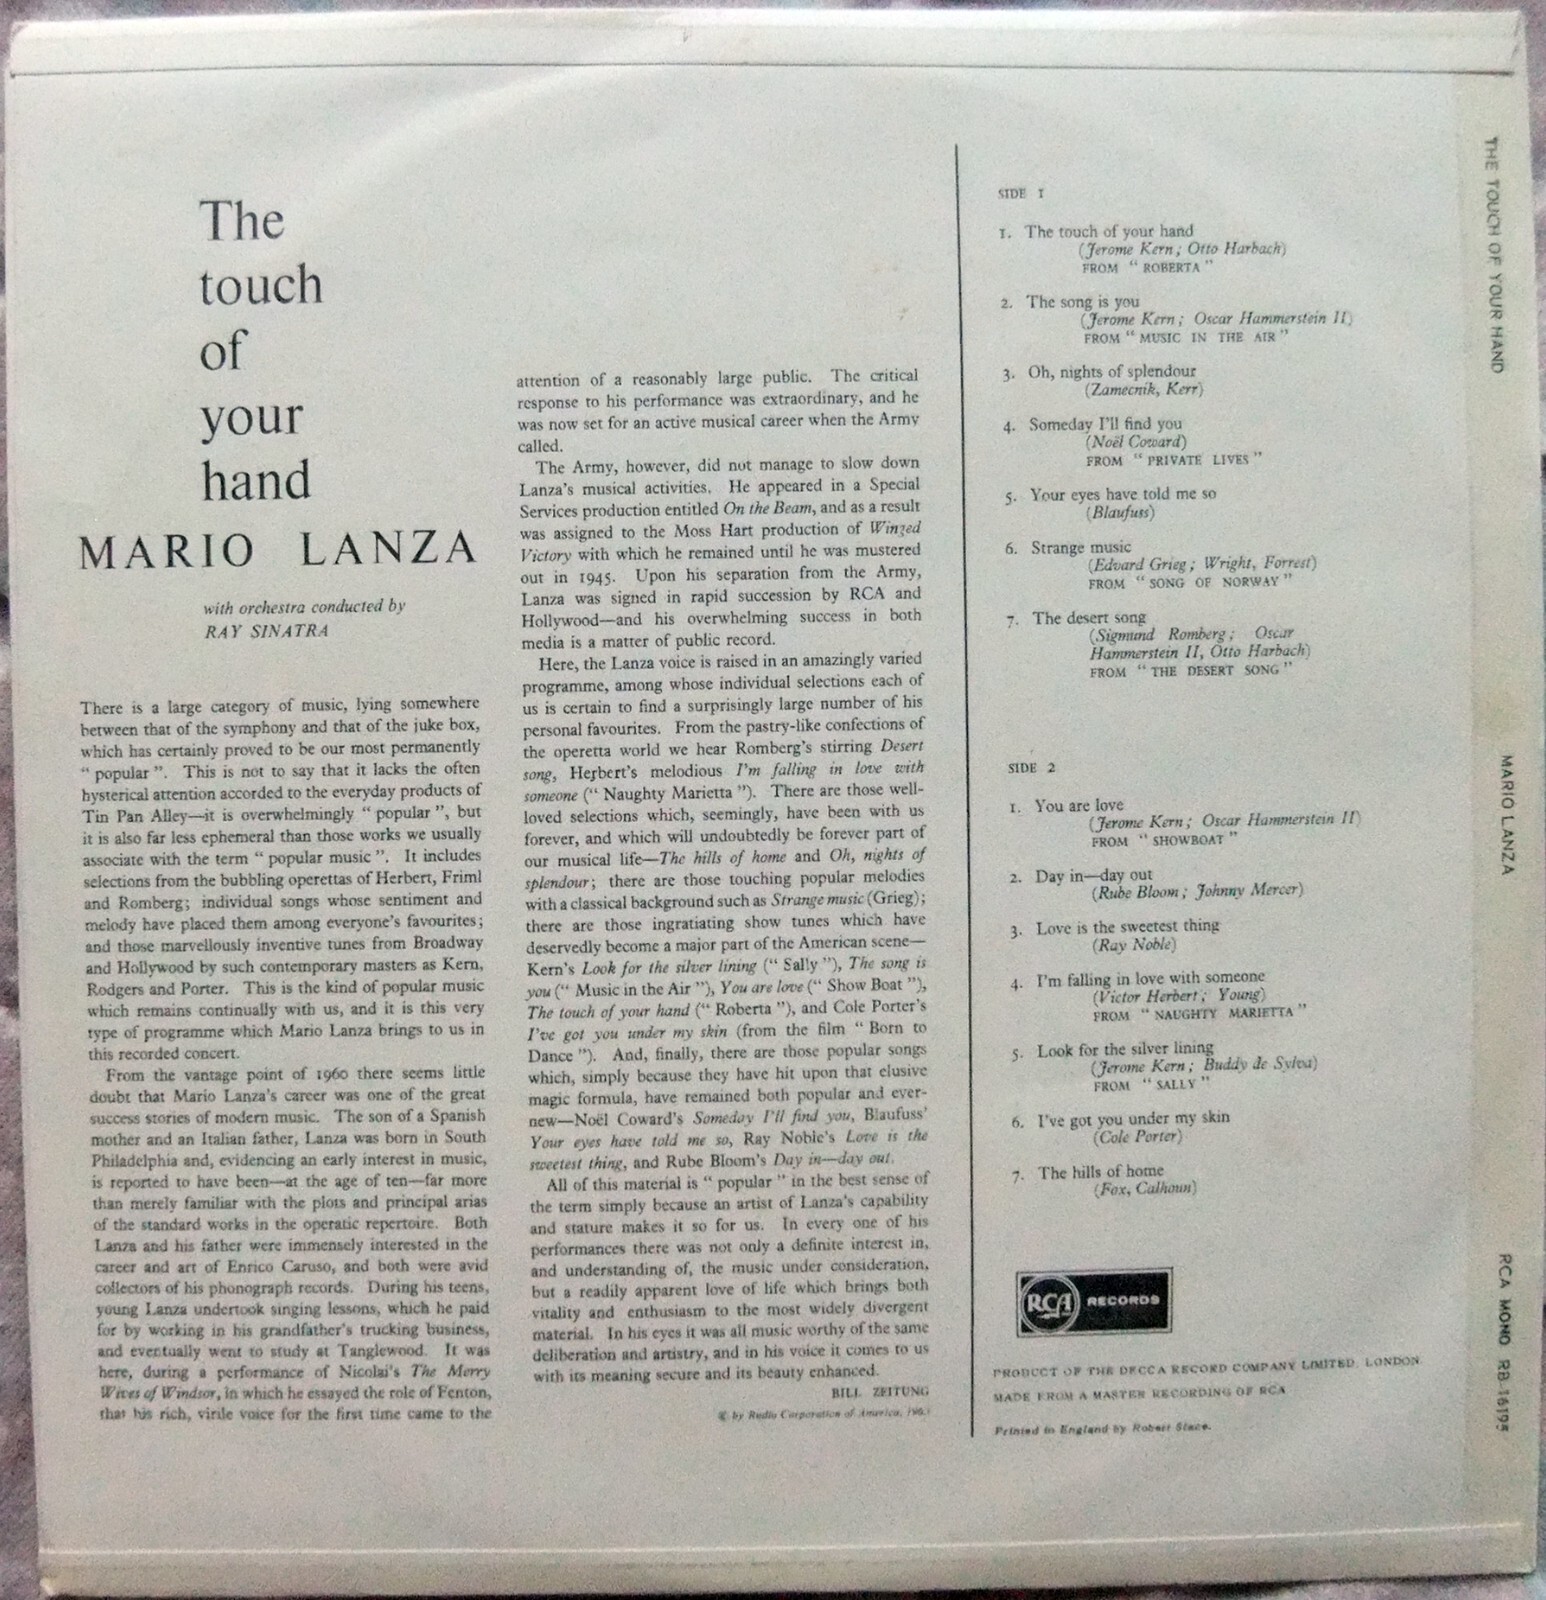 The
touch
of
your
hand
MARIO LANZA
with orchestra conducted by
RAY SINATRA
There is a large category of music, lying somewhere
between that of the symphony and that of the juke box,
which has certainly proved to be our most permanently
“ popular ”. This is not to say that it lacks the often
hysterical attention accorded to the everyday products of
Tin Pan Alley—it is overwhelmingly “ popular ”, but
it is also far less ephemeral than those works we usually
associate with the term “ popular music ”. It includes
selections from the bubbling operettas of Herbert, Friml
and Romberg; individual songs whose sentiment and
melody have placed them among everyone's favourites;
and those marvellously inventive tunes from Broadway
and Hollywood by such contemporary masters as Kern,
Rodgers and Porter. This is the kind of popular music
which remains continually with us, and it is this very
type of programme which Mario Lanza brings to us in
this recorded concert.
From the vantage point of 1960 there seems little
doubt that Mario Lanza's career was one of the great
success stories of modern music. The son of a Spanish
mother and an Italian father, Lanza was born in South
Philadelphia and, evidencing an early interest in music,
is reported to have been—at the age of ten—far more
than merely familiar with the plots and principal arias
of the standard works in the operatic repertoire. Both
Lanza and his father were immensely interested in the
career and art of Enrico Caruso, and both were avid
collectors of his phonograph records. During his teens,
young Lanza undertook singing lessons, which he paid
for by working in his grandfather's trucking business,
and eventually went to study at Tanglewood. It was
here, during a performance of Nicolai's The Merry
Wives of Windsor, in which he essayed the role of Fenton,
that his rich, virile voice for the first time came to the
attention of a reasonably large public. The critical
response to his performance was extraordinary, and he
was now set for an active musical career when the Army
called.
The Army, however, did not manage to slow down
Lanza's musical activities. He appeared in a Special
Services production entitled On the Beam, and as a result
was assigned to the Moss Hart production of Winged
Victory with which he remained until he was mustered
out in 1945. Upon his separation from the Army,
Lanza was signed in rapid succession by RCA and
Hollywood—and his overwhelming success in both
media is a matter of public record.
Here, the Lanza voice is raised in an amazingly varied
programme, among whose individual selections each of
us is certain to find a surprisingly large number of his
personal favourites. From the pastry-like confections of
the operetta world we hear Romberg's stirring Desert
song, Herbert's melodious I'm falling in love with
someone (“ Naughty Marietta ”). There are those well-
loved selections which, seemingly, have been with us
forever, and which will undoubtedly be forever part of
our musical life—The hills of home and Oh, nights of
splendour; there are those touching popular melodies
with a classical background such as Strange music (Grieg);
there are those ingratiating show tunes which have
deservedly become a major part of the American scene—
Kern's Look for the silver lining (“ Sally ”), The song is
you (“ Music in the Air ”), You are love (“ Show Boat ”),
The touch of your hand (“ Roberta ”), and Cole Porter's
I've got you under my skin (from the film “ Born to
Dance ”). And, finally, there are those popular songs
which, simply because they have hit upon that elusive
magic formula, have remained both popular and ever-
new—Noël Coward's Someday I'll find you, Blaufuss'
Your eyes have told me so, Ray Noble's Love is the
sweetest thing, and Rube Bloom's Day in—day out.
All of this material is “ popular ” in the best sense of
the term simply because an artist of Lanza's capability
and stature makes it so for us. In every one of his
performances there was not only a definite interest in,
and understanding of, the music under consideration,
but a readily apparent love of life which brings both
vitality and enthusiasm to the most widely divergent
material. In his eyes it was all music worthy of the same
deliberation and artistry, and in his voice it comes to us
with its meaning secure and its beauty enhanced.
BILL ZEITUNG
© by Radio Corporation of America,
SIDE 1
1. The touch of your hand
(Jerome Kern; Otto Harbach)
FROM “ ROBERTA ”
2. The song is you
(Jerome Kern; Oscar Hammerstein II)
FROM “ MUSIC IN THE AIR ”
3. Oh, nights of splendour
(Zamecnik, Kerr)
4. Someday I'll find you
(Noël Coward)
FROM “ PRIVATE LIVES ”
5. Your eyes have told me so
(Blaufuss)
6. Strange music
(Edvard Grieg; Wright, Forrest)
FROM “ SONG OF NORWAY ”
7. The desert song
(Sigmund Romberg; Oscar
Hammerstein II, Otto Harbach)
FROM “ THE DESERT SONG ”
SIDE 2
1. You are love
(Jerome Kern; Oscar Hammerstein II)
FROM “ SHOWBOAT ”
2. Day in—day out
(Rube Bloom; Johnny Mercer)
3. Love is the sweetest thing
(Ray Noble)
4. I'm falling in love with someone
(Victor Herbert; Young)
FROM “ NAUGHTY MARIETTA ”
5. Look for the silver lining
(Jerome Kern; Buddy de Sylva)
FROM “ SALLY ”
6. I've got you under my skin
(Cole Porter)
7. The hills of home
(Fox, Calhoun)
RCA RECORDS
PRODUCT OF THE DECCA RECORD COMPANY LIMITED, LONDON
MADE FROM A MASTER RECORDING OF RCA
Printed in England by Robert Stace.
THE TOUCH OF YOUR HAND
MARIO LANZA
RCA MONO RB-16195